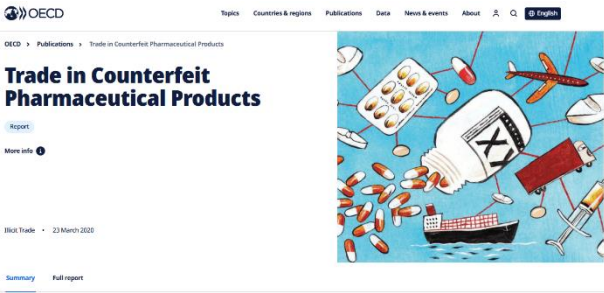 OECD
Topics Countries & regions Publications Data News & events About English
OECD > Publications > Trade in Counterfeit Pharmaceutical Products
Trade in Counterfeit
Pharmaceutical Products
Report
More info
Illicit Trade • 23 March 2020
Summary Full report